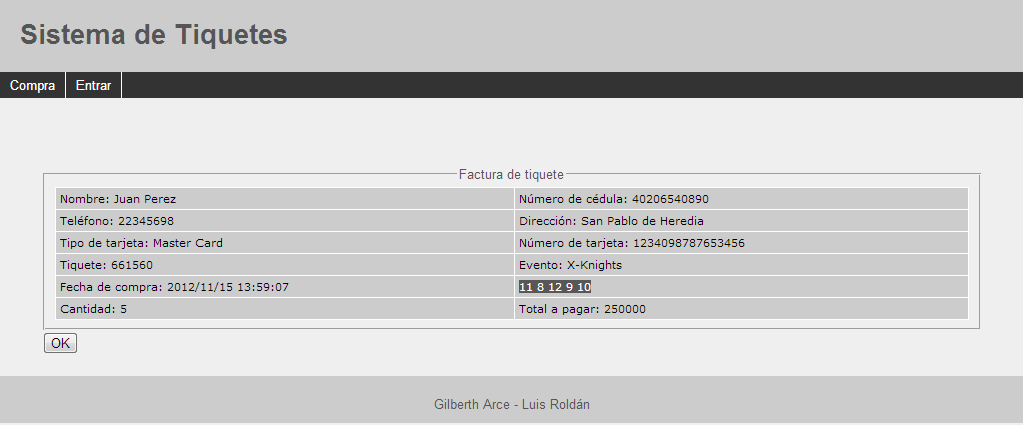 Sistema de Tiquetes
Compra Entrar
Factura de tiquete
Nombre: Juan Perez Número de cédula: 40206540890
Teléfono: 22345698 Dirección: San Pablo de Heredia
Tipo de tarjeta: Master Card Número de tarjeta: 1234098787653456
Tiquete: 661560 Evento: X-Knights
Fecha de compra: 2012/11/15 13:59:07 11 8 12 9 10
Cantidad: 5 Total a pagar: 250000
OK
Gilberth Arce - Luis Roldán